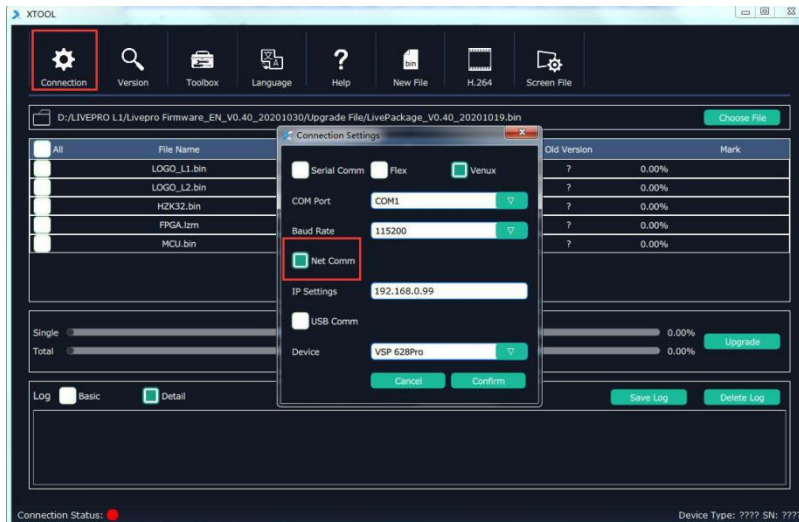 XTOOL
Connection Version Toolbox Language Help New File H.264 Screen File
bin
D:/LIVEPRO L1/Livepro Firmware_EN_V0.40_20201030/Upgrade File/LivePackage_V0.40_20201019.bin Choose File
Connection Settings
All File Name Old Version Mark
LOGO_L1.bin ? 0.00%
LOGO_L2.bin ? 0.00%
HZK32.bin ? 0.00%
FPGA.lzm ? 0.00%
MCU.bin ? 0.00%
Serial Comm Flex Venux
COM Port COM1
Baud Rate 115200
Net Comm
IP Settings 192.168.0.99
USB Comm
Device VSP 628Pro
Cancel Confirm
Single 0.00%
Total 0.00%
Upgrade
Log Basic Detail Save Log Delete Log
Connection Status: Device Type: ???? SN: ????